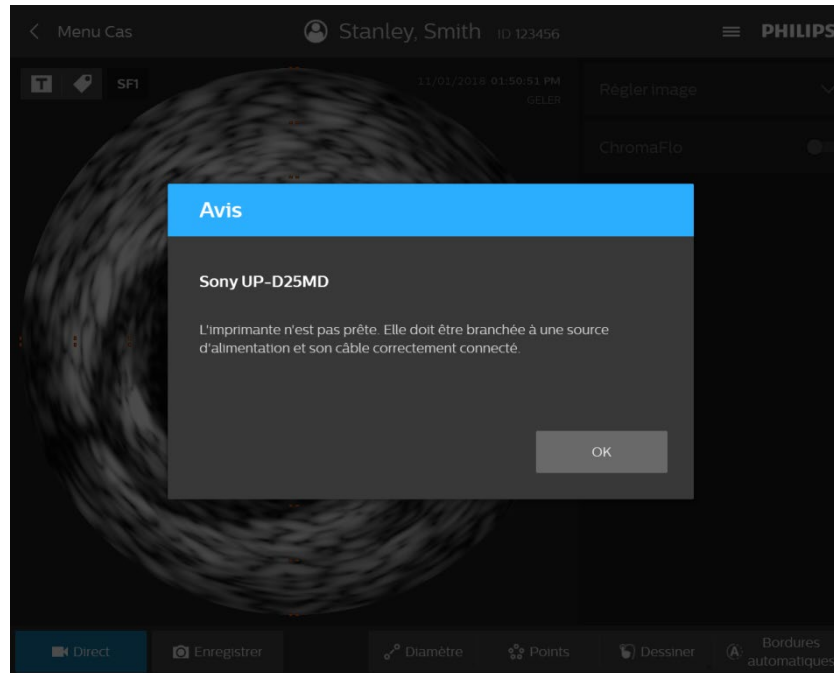 Menu Cas
Stanley, Smith ID 123456
PHILIPS
T
SF1
11/01/2018 01:50:51 PM
GELER
Régler image
ChromaFlo
Avis
Sony UP-D25MD
L'imprimante n'est pas prête. Elle doit être branchée à une source
d'alimentation et son câble correctement connecté.
OK
Direct
Enregistrer
Diamètre
Points
Dessiner
A
Bordures
automatiques